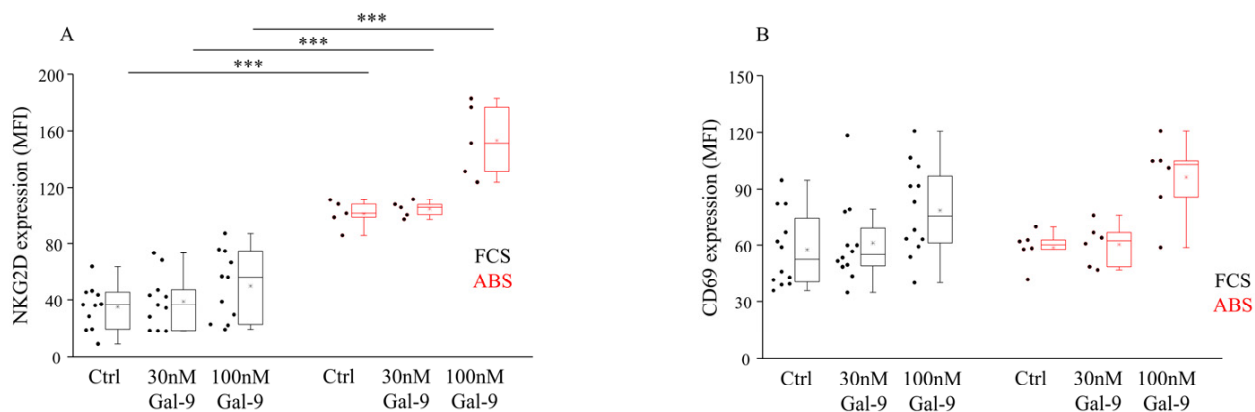 A
***
***
***
NKG2D expression (MFI)
200
160
120
80
40
0
FCS
ABS
Ctrl 30nM 100nM Ctrl 30nM 100nM
Gal-9 Gal-9 Gal-9 Gal-9
B
CD69 expression (MFI)
150
120
90
60
30
0
FCS
ABS
Ctrl 30nM 100nM Ctrl 30nM 100nM
Gal-9 Gal-9 Gal-9 Gal-9